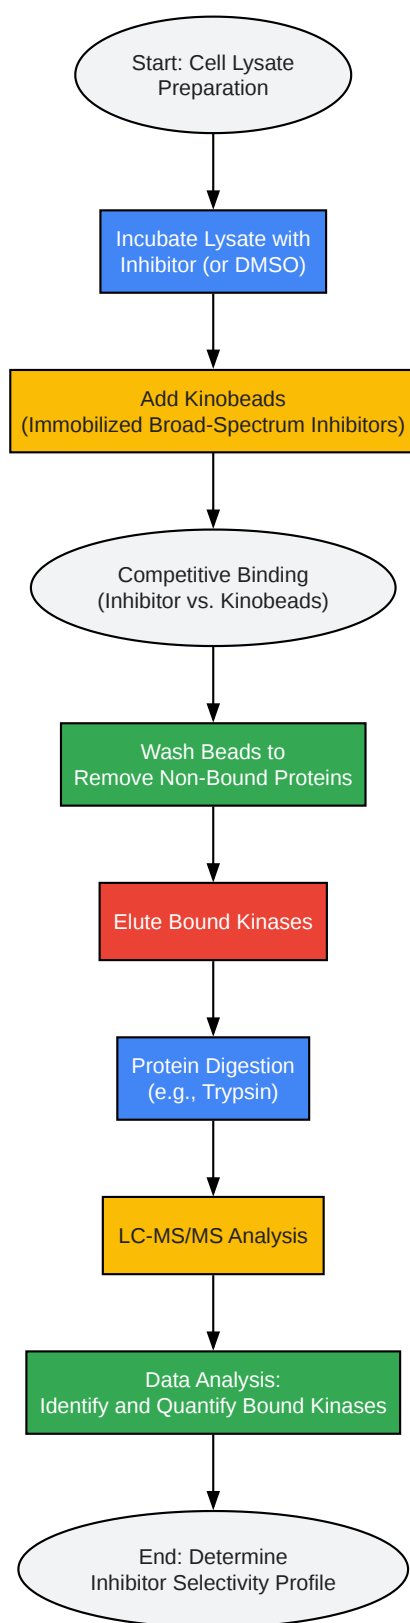 Start: Cell Lysate
Preparation
Incubate Lysate with
Inhibitor (or DMSO)
Add Kinobeads
(Immobilized Broad-Spectrum Inhibitors)
Competitive Binding
(Inhibitor vs. Kinobeads)
Wash Beads to
Remove Non-Bound Proteins
Elute Bound Kinases
Protein Digestion
(e.g., Trypsin)
LC-MS/MS Analysis
Data Analysis:
Identify and Quantify Bound Kinases
End: Determine
Inhibitor Selectivity Profile